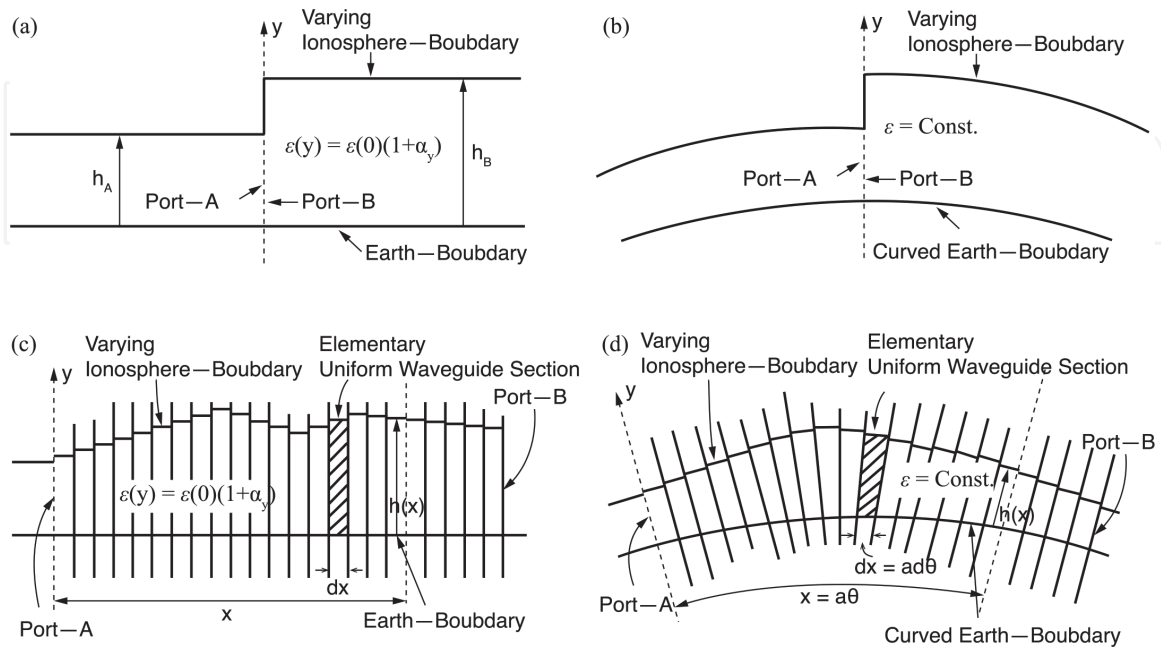 (a)
y
Varying
Ionosphere—Boubdary
h_A
ε(y) = ε(0)(1+α_y)
h_B
Port—A
Port—B
Earth—Boubdary
(b)
y
Varying
Ionosphere—Boubdary
ε = Const.
Port—A
Port—B
Curved Earth—Boubdary
(c)
y
Varying
Ionosphere—Boubdary
Elementary
Uniform Waveguide Section
Port—B
ε(y) = ε(0)(1+α_y)
h(x)
dx
x
Port—A
Earth—Boubdary
(d)
y
Varying
Ionosphere—Boubdary
Elementary
Uniform Waveguide Section
Port—B
ε = Const.
h(x)
dx = adθ
Port—A
x = aθ
Curved Earth—Boubdary